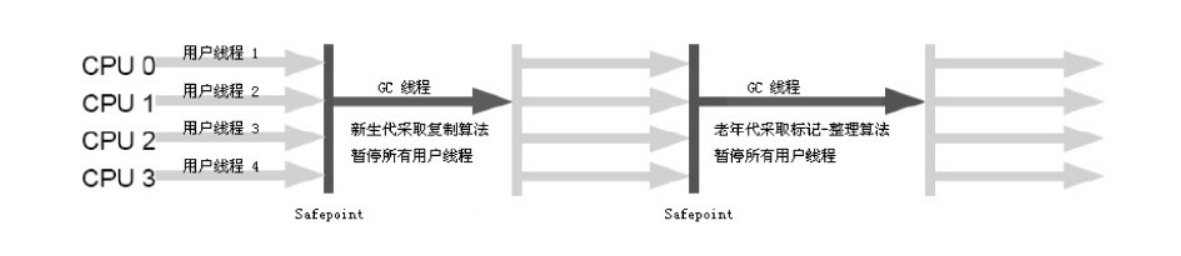 CPU 0 用户线程 1
CPU 1 用户线程 2
CPU 2 用户线程 3
CPU 3 用户线程 4
Safepoint
GC 线程
新生代采取复制算法
暂停所有用户线程
Safepoint
GC 线程
老年代采取标记-整理算法
暂停所有用户线程